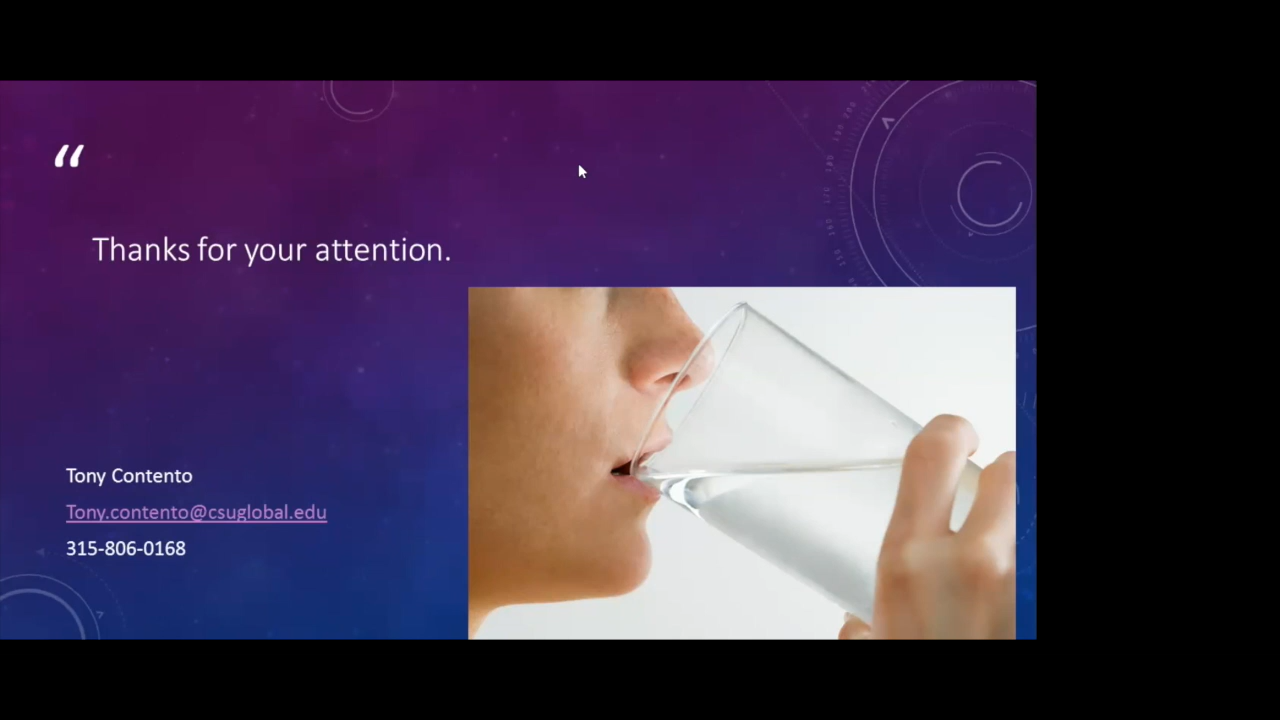 “
Thanks for your attention.
Tony Contento
Tony.contento@csuglobal.edu
315-806-0168